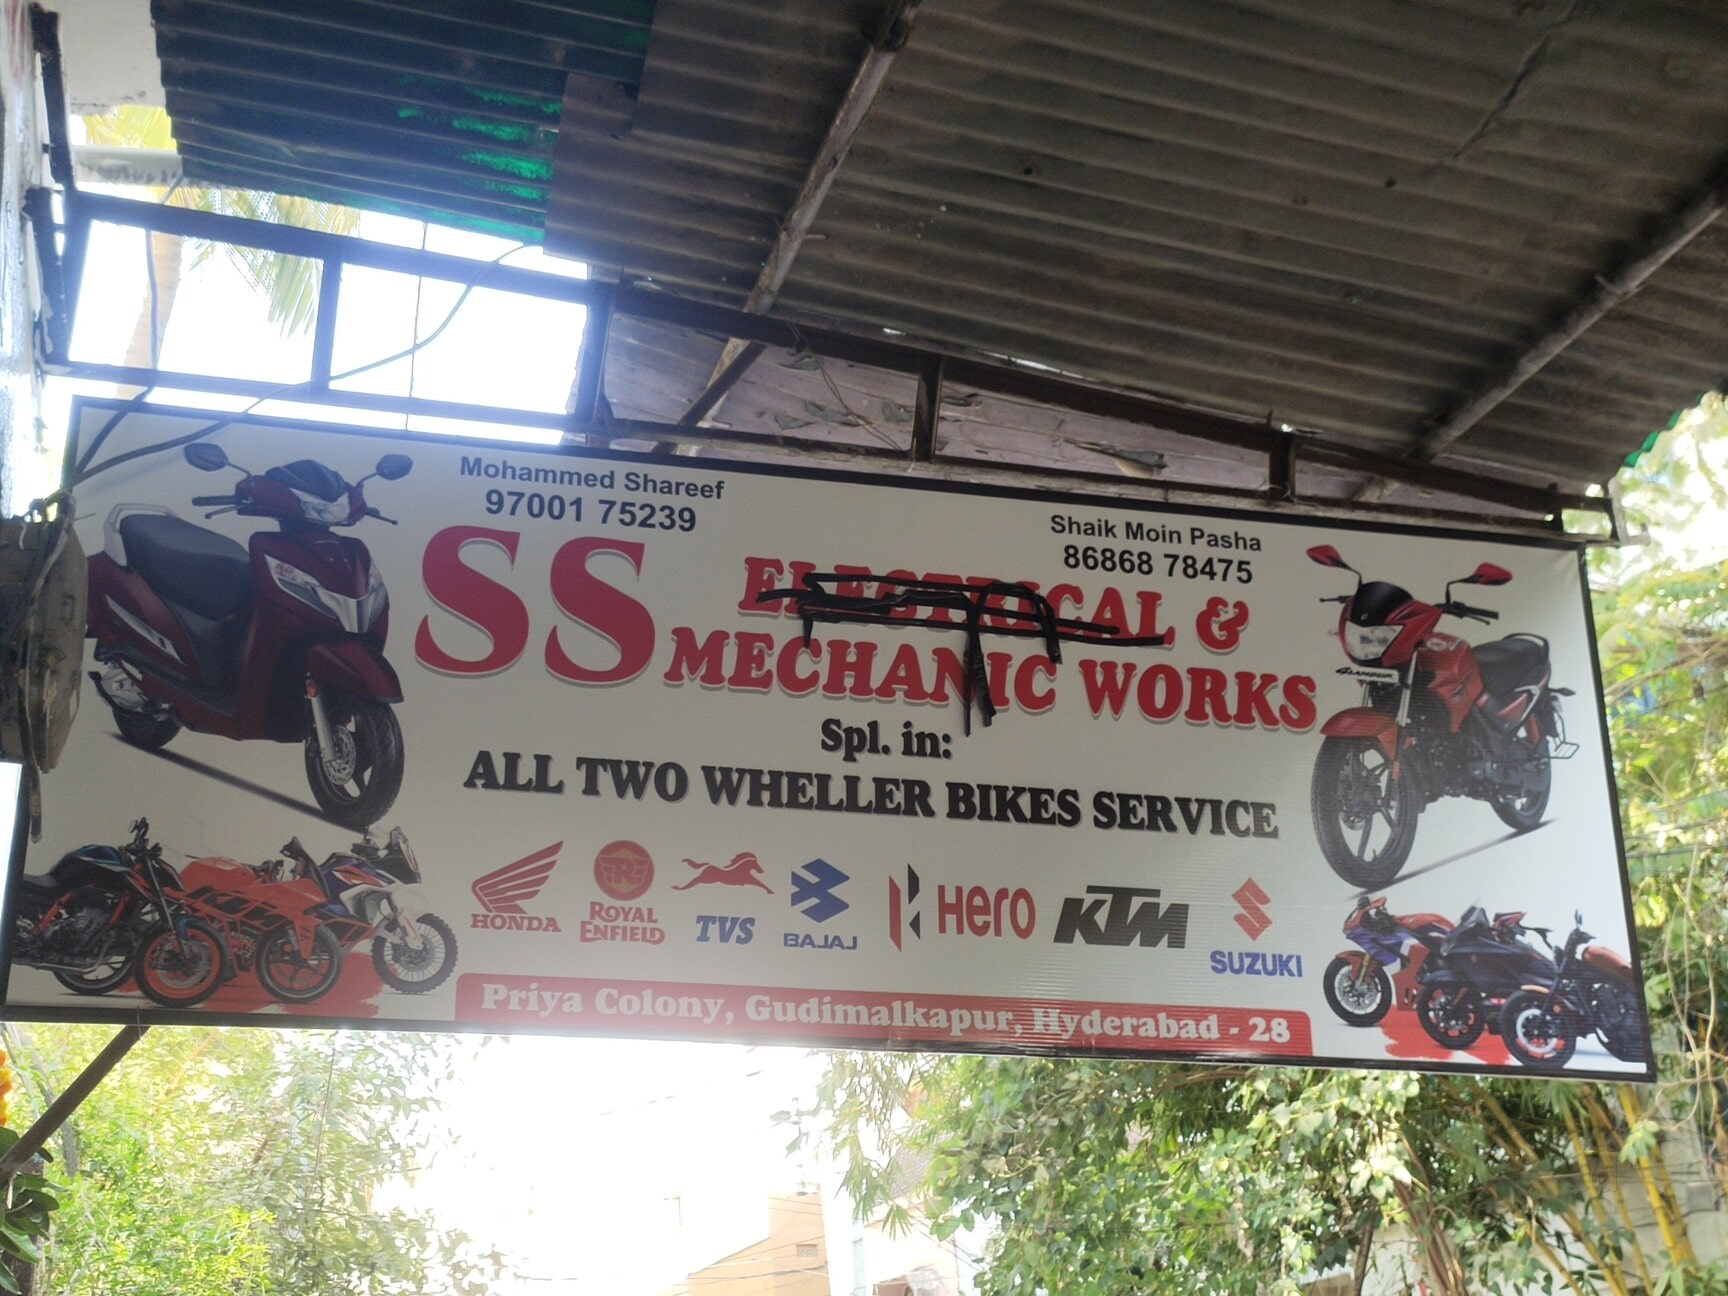 Mohammed Shareef
97001 75239
Shaik Moin Pasha
86868 78475
SS ELECTRICAL &
MECHANIC WORKS
Spl. in:
ALL TWO WHELLER BIKES SERVICE
HONDA
ROYAL
ENFIELD
TVS
BAJAJ
Hero
KTM
SUZUKI
Priya Colony, Gudimalkapur, Hyderabad - 28
GLAMOUR